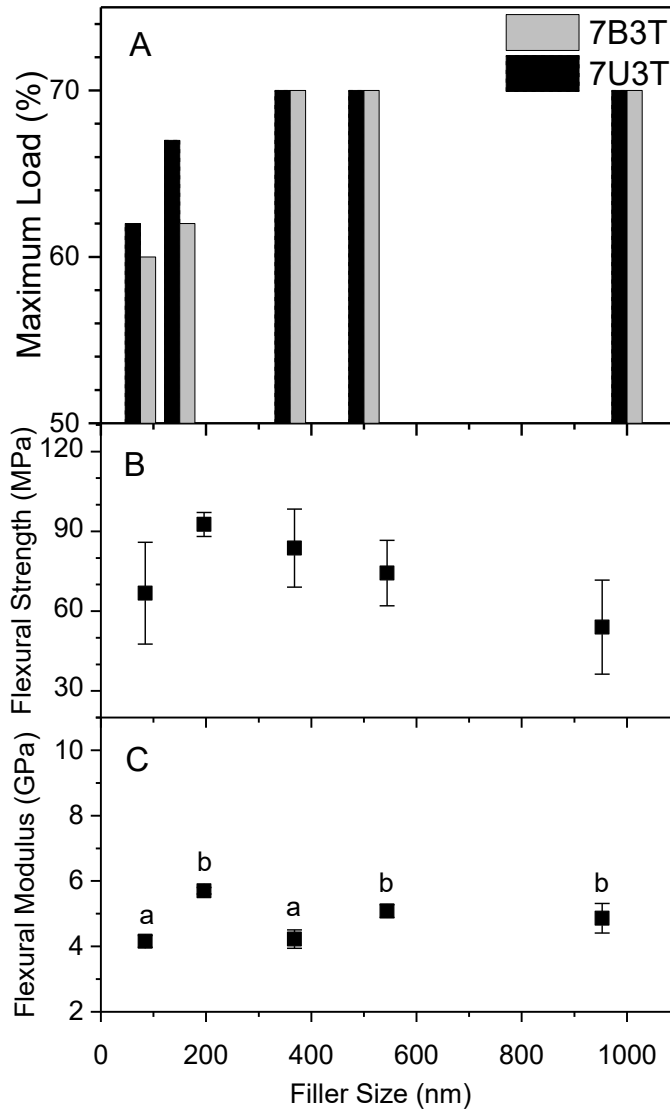 A
7B3T
7U3T
Maximum Load (%)
70
60
50
B
Flexural Strength (MPa)
120
90
60
30
C
Flexural Modulus (GPa)
10
8
6
4
2
a
b
a
b
b
0 200 400 600 800 1000
Filler Size (nm)